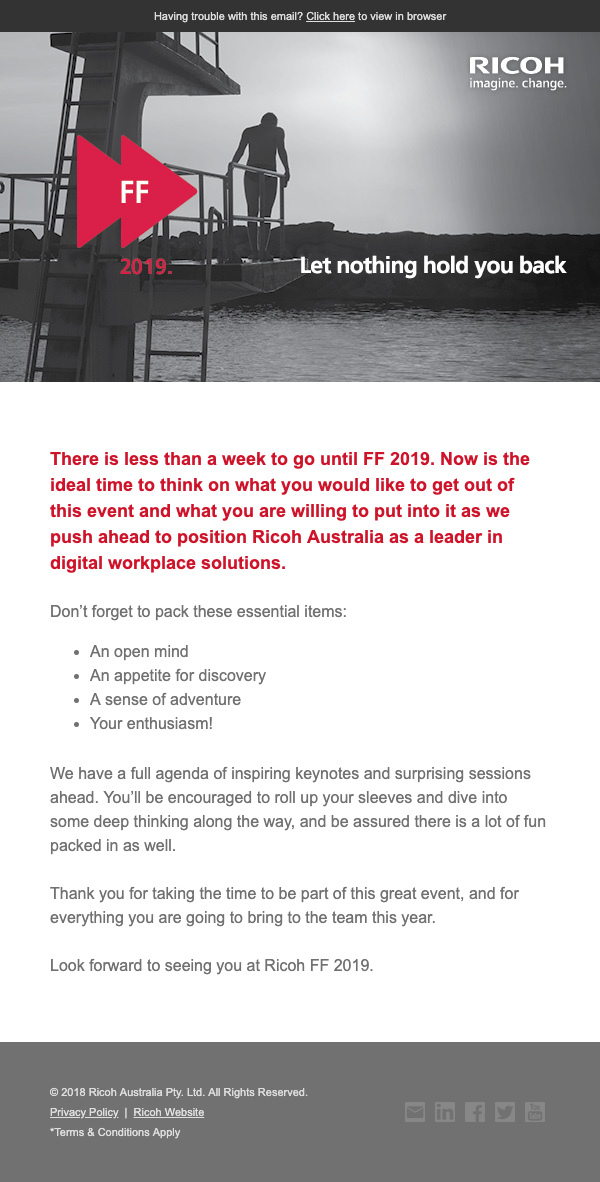 Having trouble with this email? Click here to view in browser
RICOH
imagine. change.
FF
2019.
Let nothing hold you back
There is less than a week to go until FF 2019. Now is the
ideal time to think on what you would like to get out of
this event and what you are willing to put into it as we
push ahead to position Ricoh Australia as a leader in
digital workplace solutions.
Don’t forget to pack these essential items:
• An open mind
• An appetite for discovery
• A sense of adventure
• Your enthusiasm!
We have a full agenda of inspiring keynotes and surprising sessions
ahead. You’ll be encouraged to roll up your sleeves and dive into
some deep thinking along the way, and be assured there is a lot of fun
packed in as well.
Thank you for taking the time to be part of this great event, and for
everything you are going to bring to the team this year.
Look forward to seeing you at Ricoh FF 2019.
© 2018 Ricoh Australia Pty. Ltd. All Rights Reserved.
Privacy Policy | Ricoh Website
*Terms & Conditions Apply
in
You
Tube